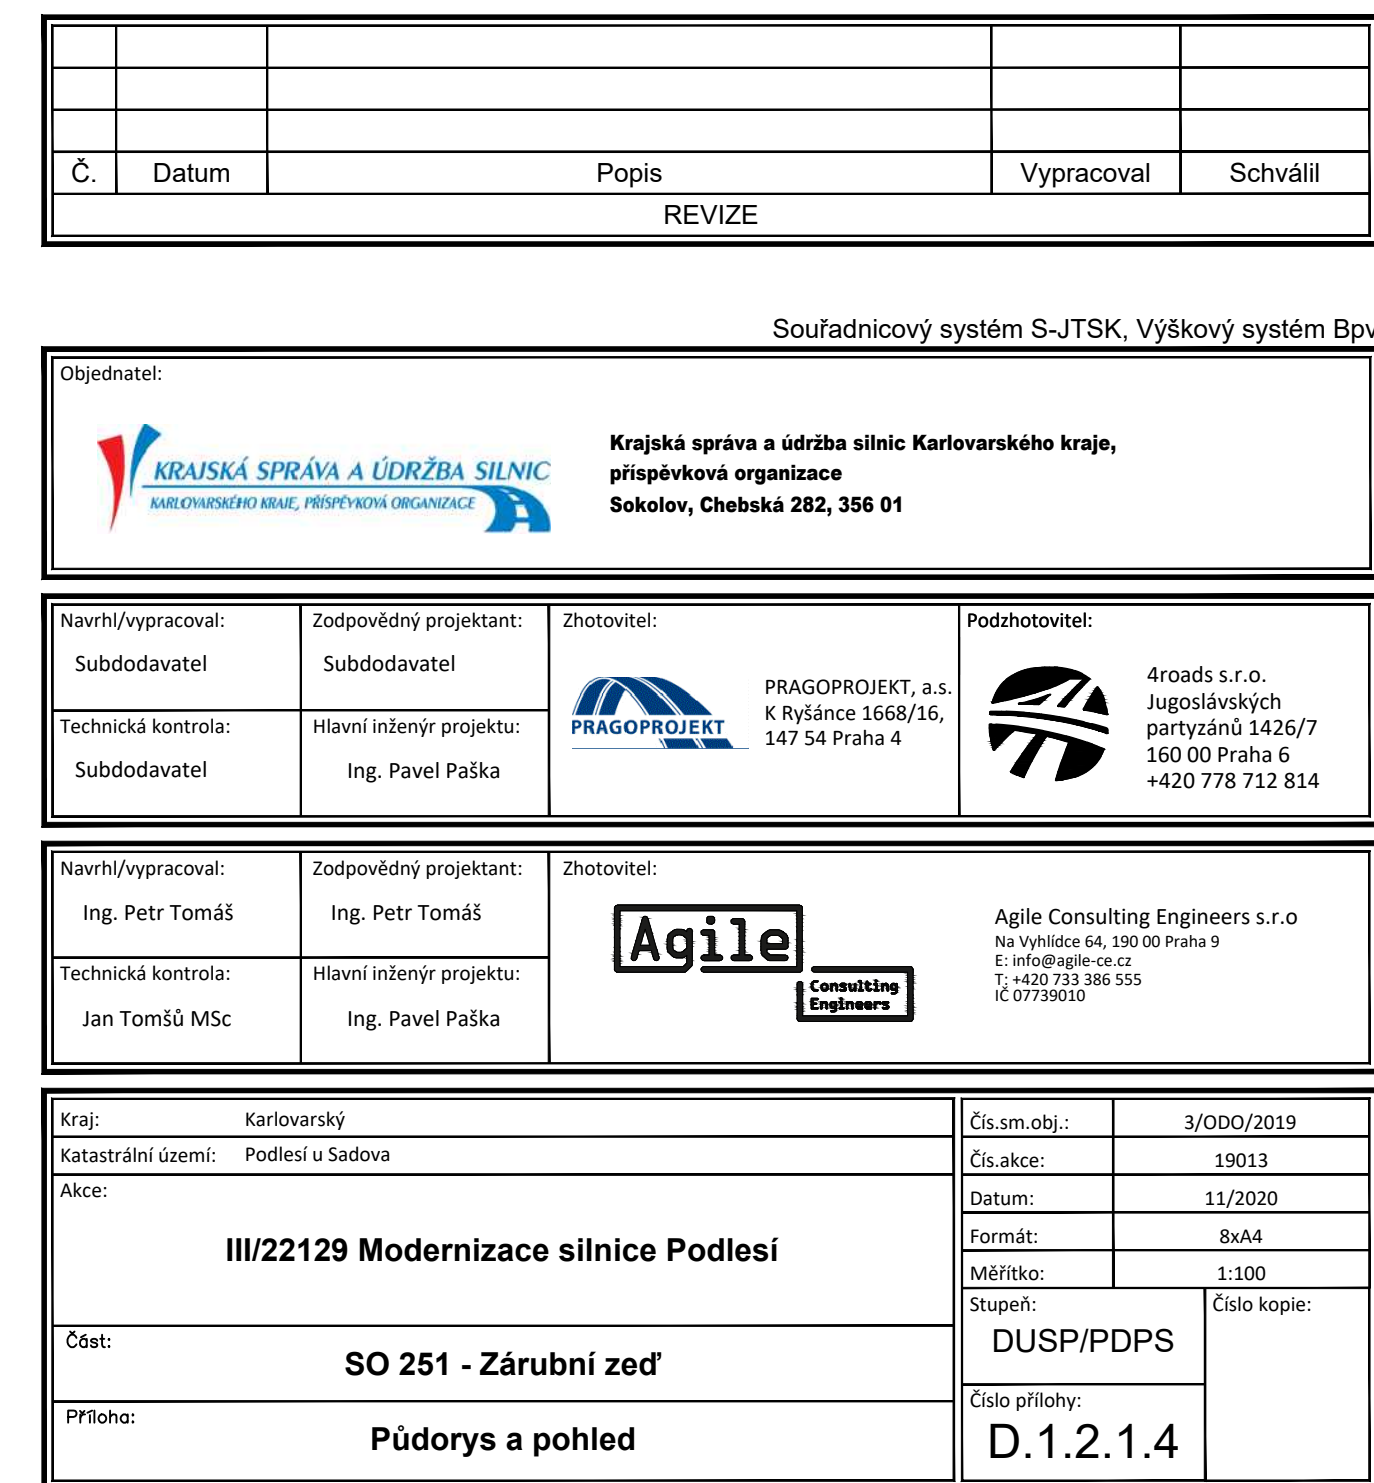 Č. Datum Popis Vypracoval Schválil
REVIZE
Souřadnicový systém S-JTSK, Výškový systém Bpv
Objednatel:
KRAJSKÁ SPRÁVA A ÚDRŽBA SILNIC
KARLOVARSKÉHO KRAJE, PŘÍSPĚVKOVÁ ORGANIZACE
Krajská správa a údržba silnic Karlovarského kraje,
příspěvková organizace
Sokolov, Chebská 282, 356 01
Navrhl/vypracoval:
Subdodavatel
Zodpovědný projektant:
Subdodavatel
Technická kontrola:
Subdodavatel
Hlavní inženýr projektu:
Ing. Pavel Paška
Zhotovitel:
PRAGOPROJEKT
PRAGOPROJEKT, a.s.
K Ryšánce 1668/16,
147 54 Praha 4
Podzhotovitel:
4roads s.r.o.
Jugoslávských
partyzánů 1426/7
160 00 Praha 6
+420 778 712 814
Navrhl/vypracoval:
Ing. Petr Tomáš
Zodpovědný projektant:
Ing. Petr Tomáš
Technická kontrola:
Jan Tomšů MSc
Hlavní inženýr projektu:
Ing. Pavel Paška
Zhotovitel:
Agile
Consulting
Engineers
Agile Consulting Engineers s.r.o
Na Vyhlídce 64, 190 00 Praha 9
E: info@agile-ce.cz
T: +420 733 386 555
IČ 07739010
Kraj: Karlovarský
Katastrální území: Podlesí u Sadova
Akce:
III/22129 Modernizace silnice Podlesí
Část:
SO 251 - Zárubní zeď
Příloha:
Půdorys a pohled
Čís.sm.obj.: 3/ODO/2019
Čís.akce: 19013
Datum: 11/2020
Formát: 8xA4
Měřítko: 1:100
Stupeň:
DUSP/PDPS
Číslo kopie:
Číslo přílohy:
D.1.2.1.4